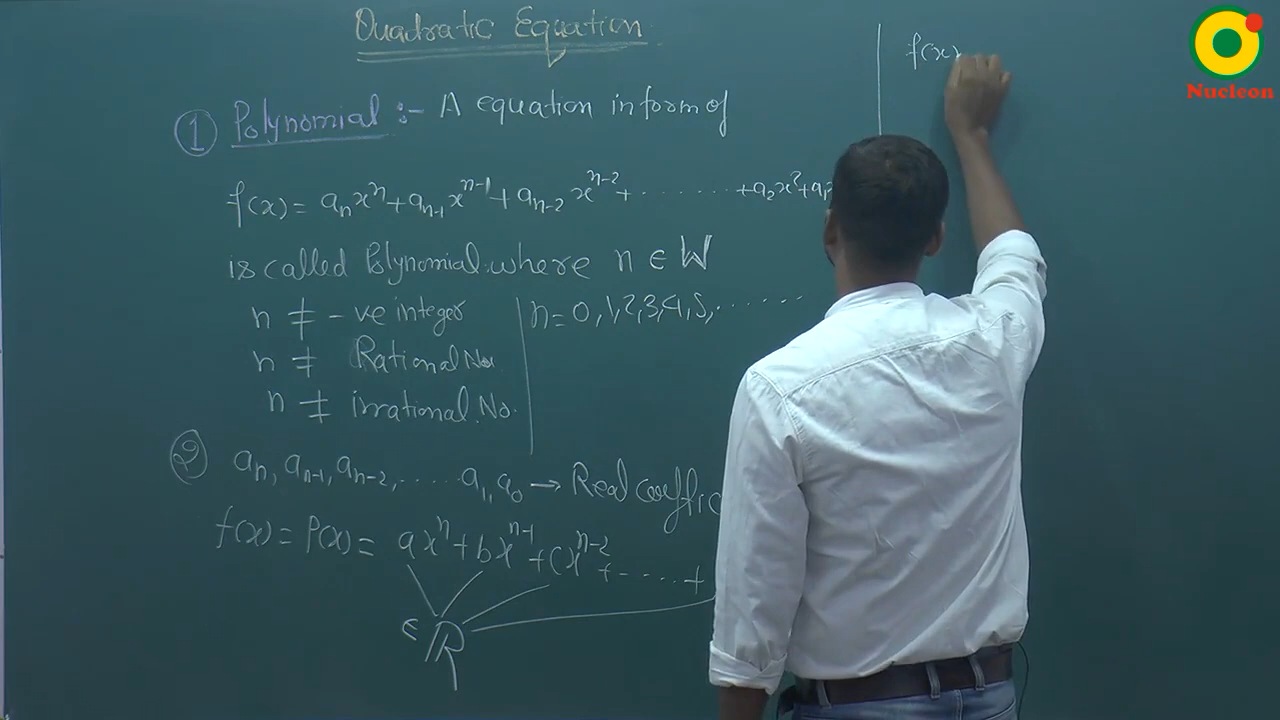 Quadratic Equation
① Polynomial :- A equation in form of
f(x) = aₙxⁿ + aₙ₋₁xⁿ⁻¹ + aₙ₋₂xⁿ⁻² + ........ + a₂x² + a₁
is called Polynomial. where n ∈ W
n ≠ -ve integer
n = 0, 1, 2, 3, 4, 5, ......
n ≠ Rational No.
n ≠ irrational No.
② aₙ, aₙ₋₁, aₙ₋₂, ...... a₁, a₀ → Real
f(x) = P(x) = axⁿ + bxⁿ⁻¹ + cxⁿ⁻² + ..... +
∈ R
f(x)
Nucleon